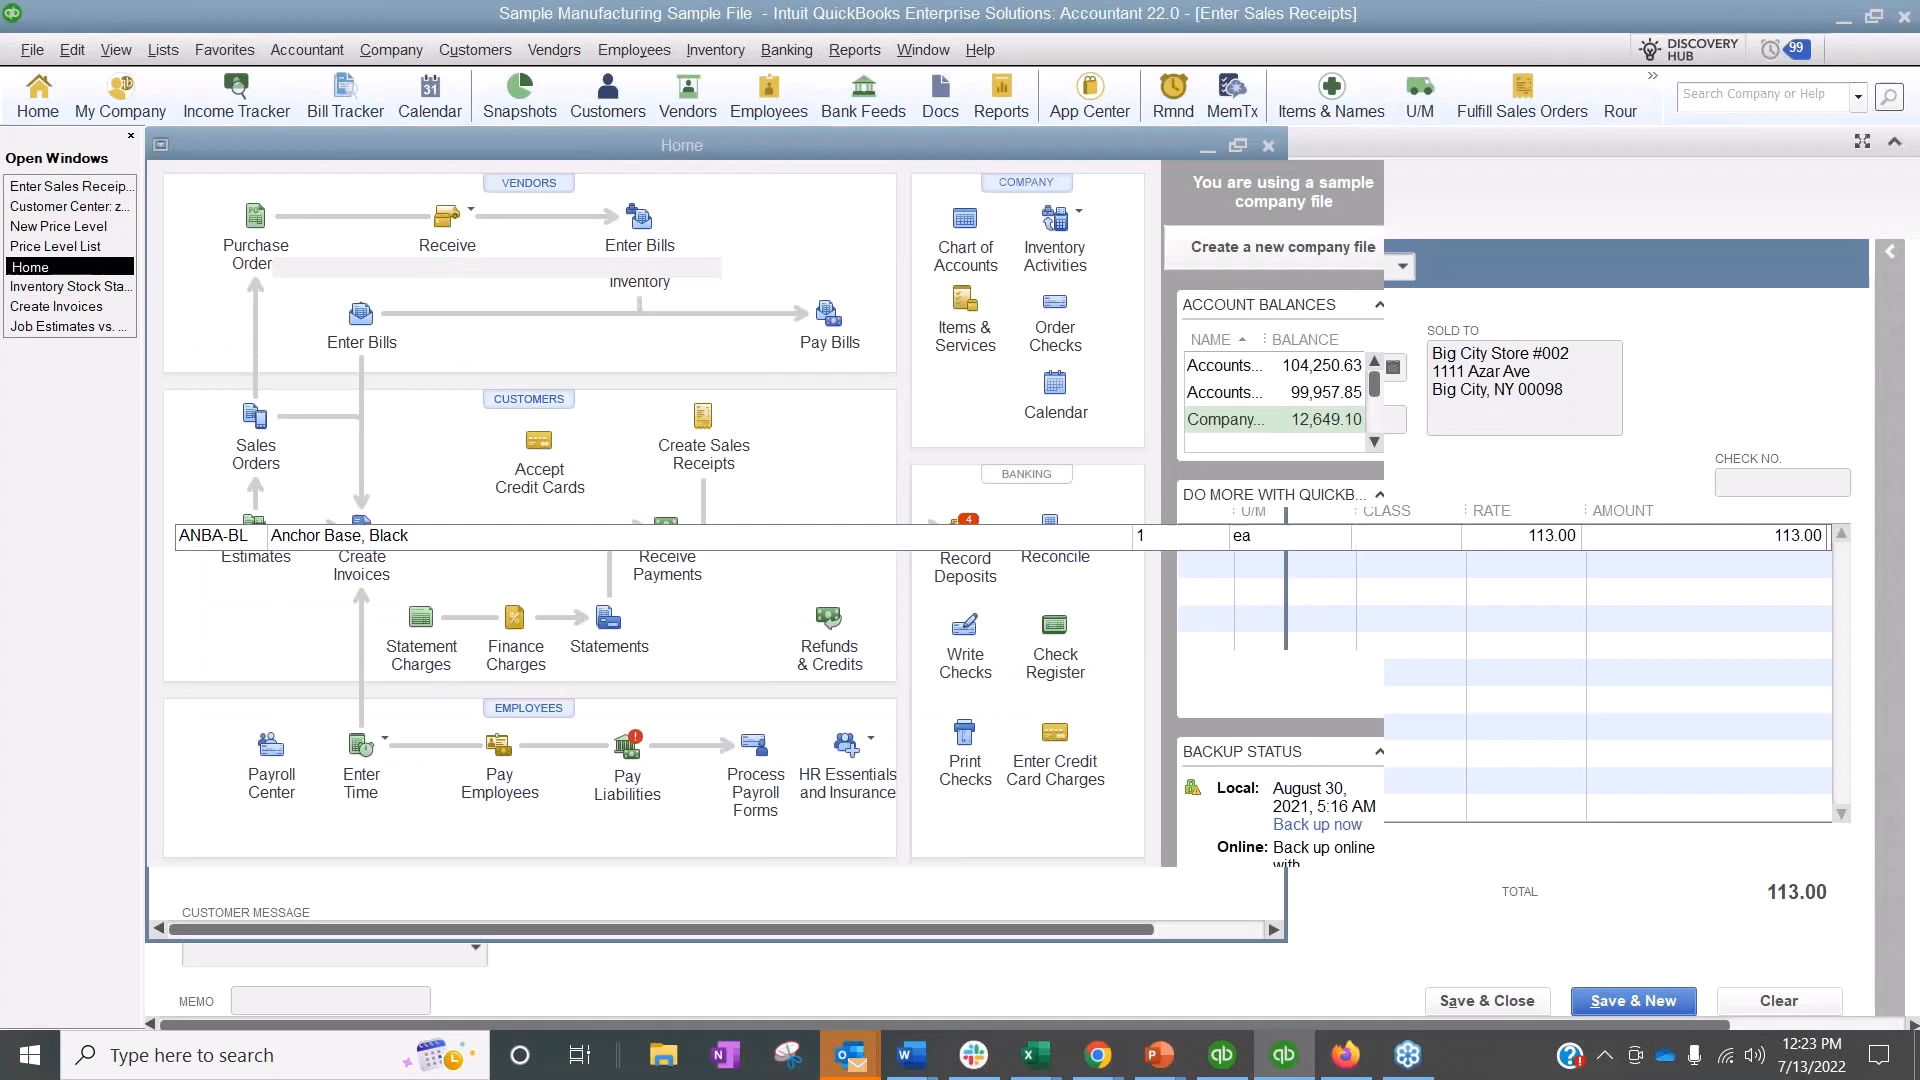 Sample Manufacturing Sample File - Intuit QuickBooks Enterprise Solutions: Accountant 22.0 - [Enter Sales Receipts]
File Edit View Lists Favorites Accountant Company Customers Vendors Employees Inventory Banking Reports Window Help
DISCOVERY
HUB
99
Home My Company Income Tracker Bill Tracker Calendar Snapshots Customers Vendors Employees Bank Feeds Docs Reports App Center Rmnd MemTx Items & Names U/M Fulfill Sales Orders Rour
31
Search Company or Help
Open Windows
Enter Sales Receip...
Customer Center: z...
New Price Level
Price Level List
Home
Inventory Stock Sta...
Create Invoices
Job Estimates vs. ...
Home
VENDORS
Purchase
Order
Receive
Enter Bills
Inventory
Enter Bills
Pay Bills
CUSTOMERS
Sales
Orders
Accept
Credit Cards
Create Sales
Receipts
ANBA-BL Anchor Base, Black 1 ea 113.00 113.00
Estimates
Create
Invoices
Receive
Payments
Statement
Charges
Finance
Charges
Statements
Refunds
& Credits
EMPLOYEES
Payroll
Center
Enter
Time
Pay
Employees
Pay
Liabilities
Process
Payroll
Forms
HR Essentials
and Insurance
COMPANY
Chart of
Accounts
Inventory
Activities
Items &
Services
Order
Checks
Calendar
BANKING
4
Record
Deposits
Reconcile
Write
Checks
Check
Register
Print
Checks
Enter Credit
Card Charges
You are using a sample
company file
Create a new company file
ACCOUNT BALANCES
NAME BALANCE
Accounts... 104,250.63
Accounts... 99,957.85
Company... 12,649.10
DO MORE WITH QUICKB...
U/M CLASS RATE AMOUNT
BACKUP STATUS
Local: August 30,
2021, 5:16 AM
Back up now
Online: Back up online
with
SOLD TO
Big City Store #002
1111 Azar Ave
Big City, NY 00098
CHECK NO.
TOTAL 113.00
CUSTOMER MESSAGE
MEMO
Save & Close Save & New Clear
Type here to search
12:23 PM
7/13/2022